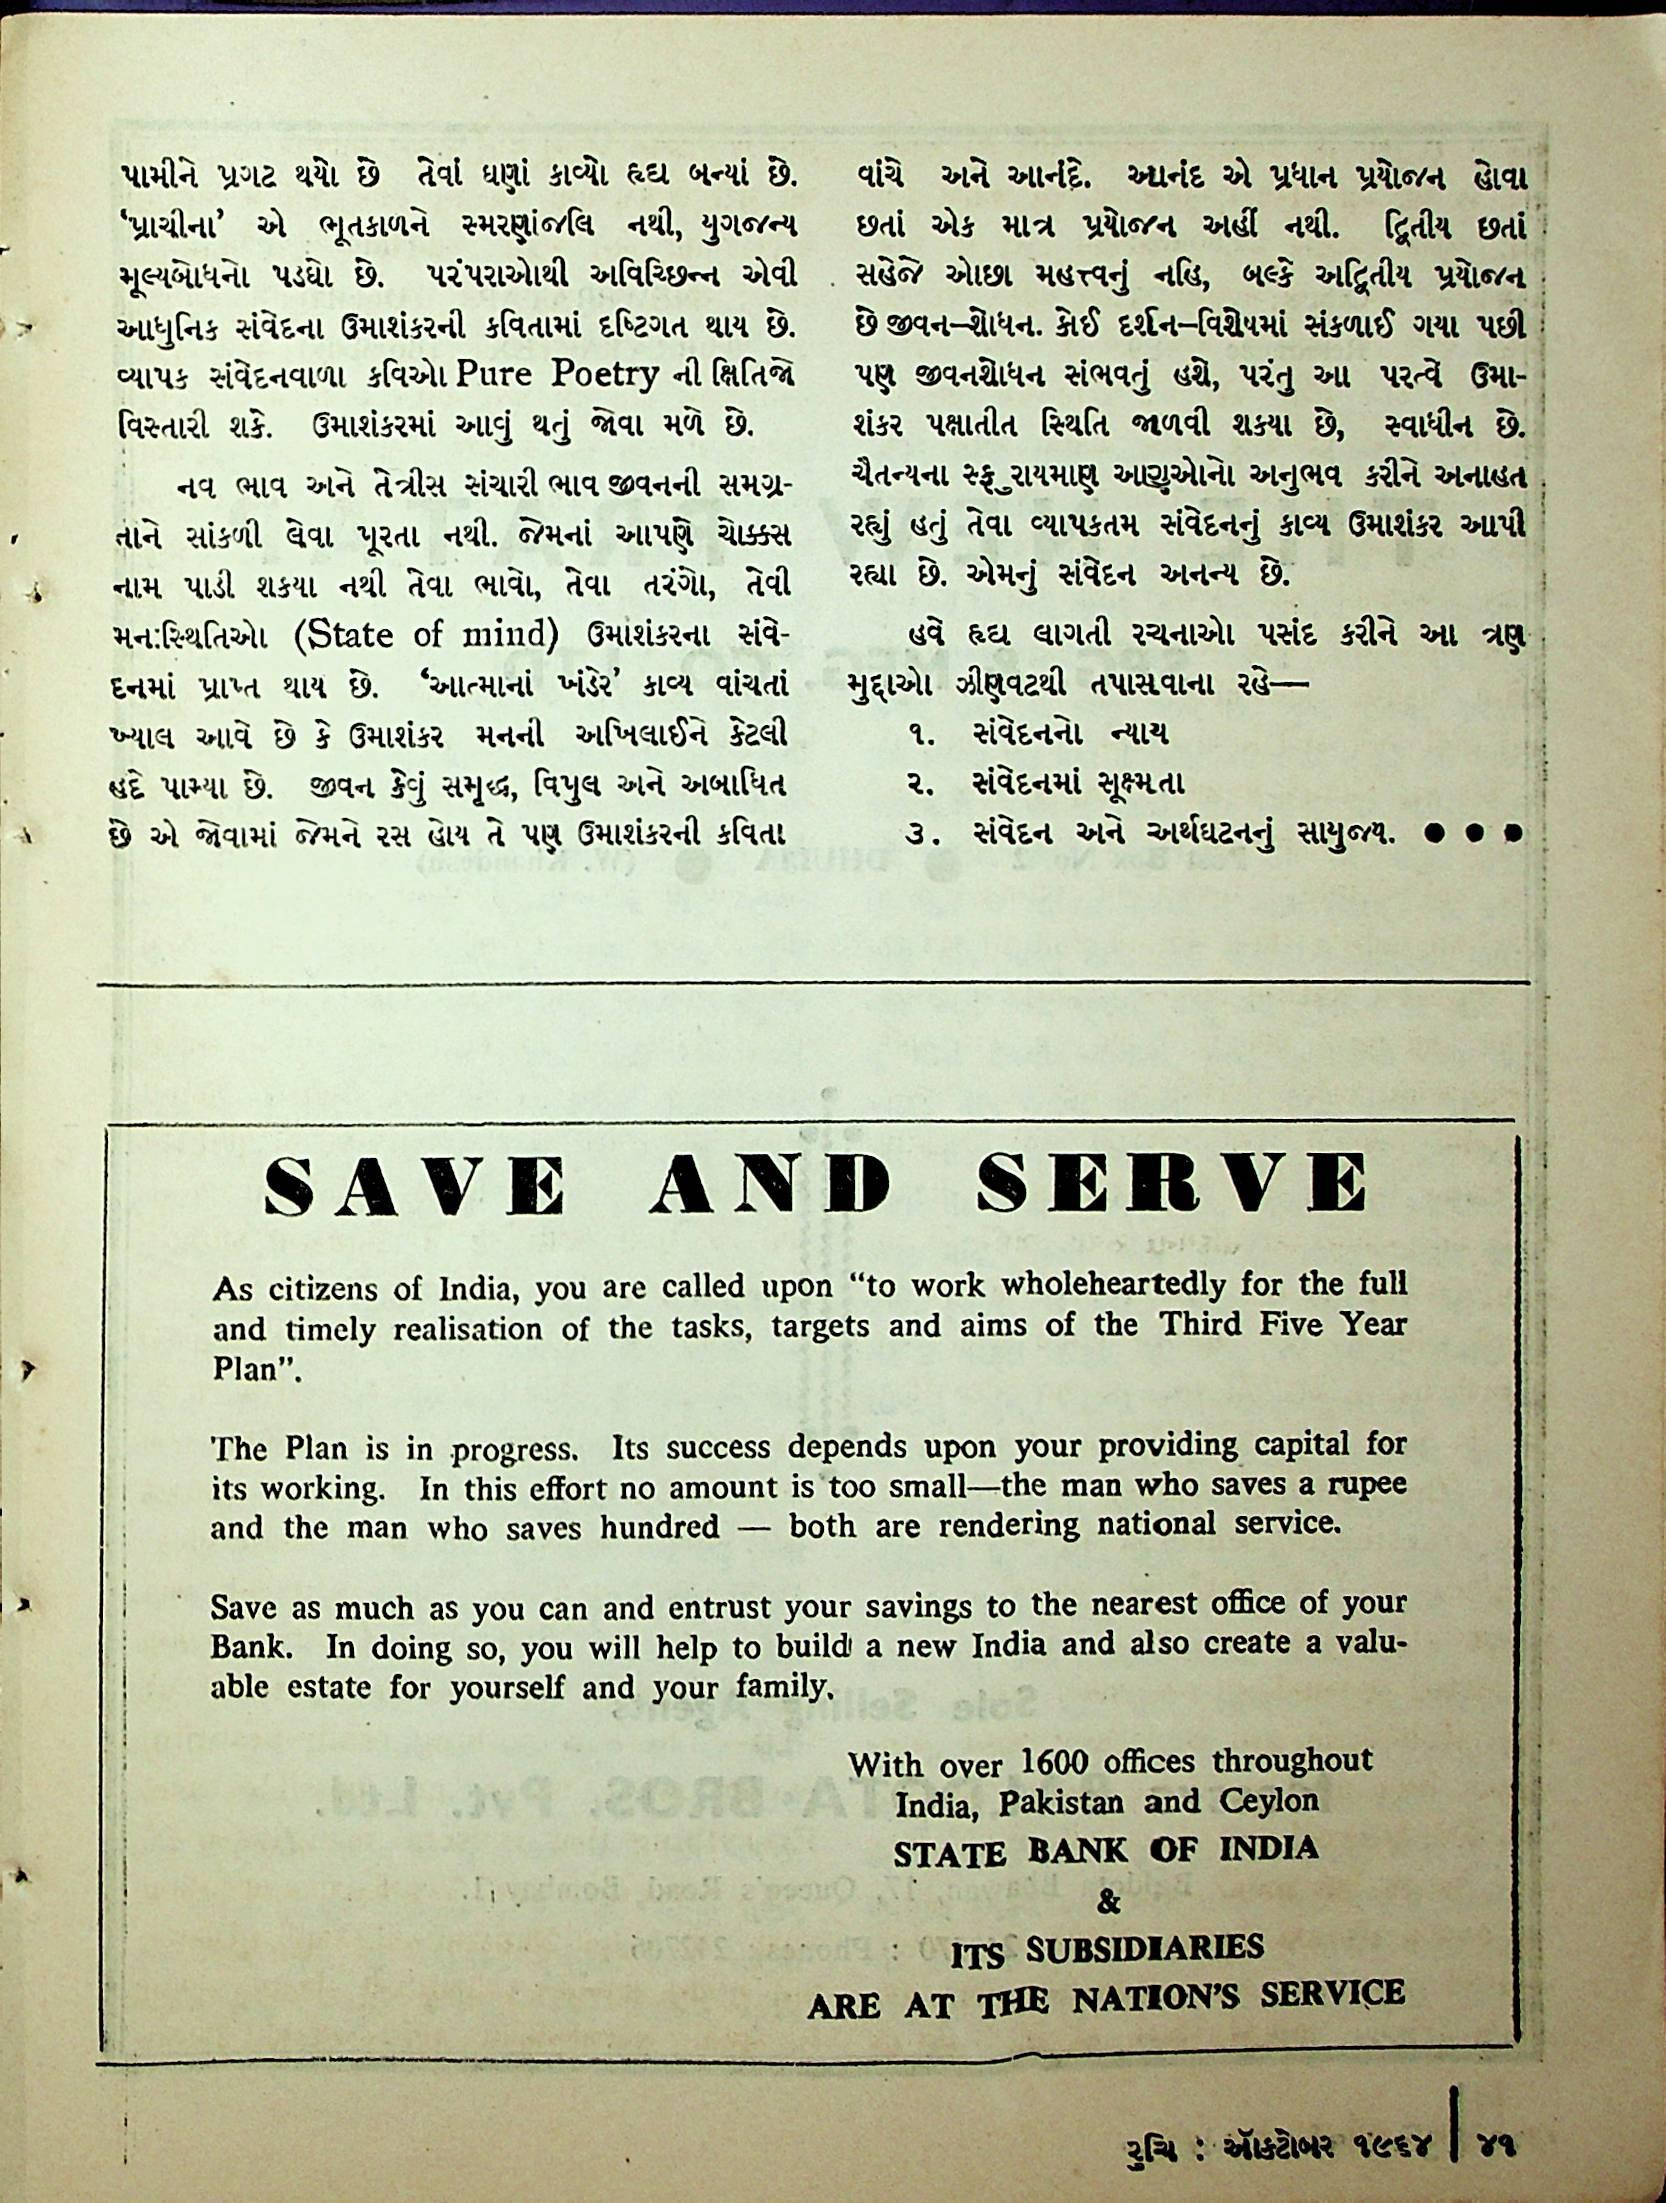 પામીને પ્રગટ થયો છે તેવાં ઘણાં કાવ્યો હૃદ્ય બન્યાં છે.
‘પ્રાચીના’ એ ભૂતકાળને સ્મરણાંજલિ નથી, યુગજન્ય
મૂલ્યબોધનો પડઘો છે. પરંપરાઓથી અવિચ્છિન્ન એવી
આધુનિક સંવેદના ઉમાશંકરની કવિતામાં દૃષ્ટિગત થાય છે.
વ્યાપક સંવેદનવાળા કવિઓ Pure Poetry ની ક્ષિતિજો
વિસ્તારી શકે. ઉમાશંકરમાં આવું થતું જોવા મળે છે.
નવ ભાવ અને તેત્રીસ સંચારી ભાવ જીવનની સમગ્ર-
તાને સાંકળી લેવા પૂરતા નથી. જેમનાં આપણે ચોક્કસ
નામ પાડી શકયા નથી તેવા ભાવો, તેવા તરંગો, તેવી
મન:સ્થિતિઓ (State of mind) ઉમાશંકરના સંવે-
દનમાં પ્રાપ્ત થાય છે. ‘આત્માનાં ખંડેર’ કાવ્ય વાંચતાં
ખ્યાલ આવે છે કે ઉમાશંકર મનની અખિલાઈને કેટલી
હદે પામ્યા છે. જીવન કેવું સમૃદ્ધ, વિપુલ અને અબાધિત
છે એ જોવામાં જેમને રસ હોય તે પણ ઉમાશંકરની કવિતા
વાંચે અને આનંદે. આનંદ એ પ્રધાન પ્રયોજન હોવા
છતાં એક માત્ર પ્રયોજન અહીં નથી. દ્વિતીય છતાં
સહેજે ઓછા મહત્ત્વનું નહિ, બલ્કે અદ્વિતીય પ્રયોજન
છે જીવન–શોધન. કોઈ દર્શન–વિશેષમાં સંકળાઈ ગયા પછી
પણ જીવનશોધન સંભવતું હશે, પરંતુ આ પરત્વે ઉમા-
શંકર પક્ષાતીત સ્થિતિ જાળવી શકયા છે, સ્વાધીન છે.
ચૈતન્યના સ્ફુરાયમાણ અણુઓનો અનુભવ કરીને અનાહત
રહ્યું હતું તેવા વ્યાપકતમ સંવેદનનું કાવ્ય ઉમાશંકર આપી
રહ્યા છે. એમનું સંવેદન અનન્ય છે.
હવે હૃદ્ય લાગતી રચનાઓ પસંદ કરીને આ ત્રણ
મુદ્દાઓ ઝીણવટથી તપાસવાના રહે—
૧. સંવેદનનો ન્યાય
૨. સંવેદનમાં સૂક્ષ્મતા
૩. સંવેદન અને અર્થઘટનનું સાયુજ્ય. ● ● ●
SAVE AND SERVE
As citizens of India, you are called upon “to work wholeheartedly for the full
and timely realisation of the tasks, targets and aims of the Third Five Year
Plan”.
The Plan is in progress. Its success depends upon your providing capital for
its working. In this effort no amount is too small—the man who saves a rupee
and the man who saves hundred — both are rendering national service.
Save as much as you can and entrust your savings to the nearest office of your
Bank. In doing so, you will help to build a new India and also create a valu-
able estate for yourself and your family.
With over 1600 offices throughout
India, Pakistan and Ceylon
STATE BANK OF INDIA
&
ITS SUBSIDIARIES
ARE AT THE NATION’S SERVICE
રુચિ : ઑકટોબર ૧૯૬૪ | ૪૧